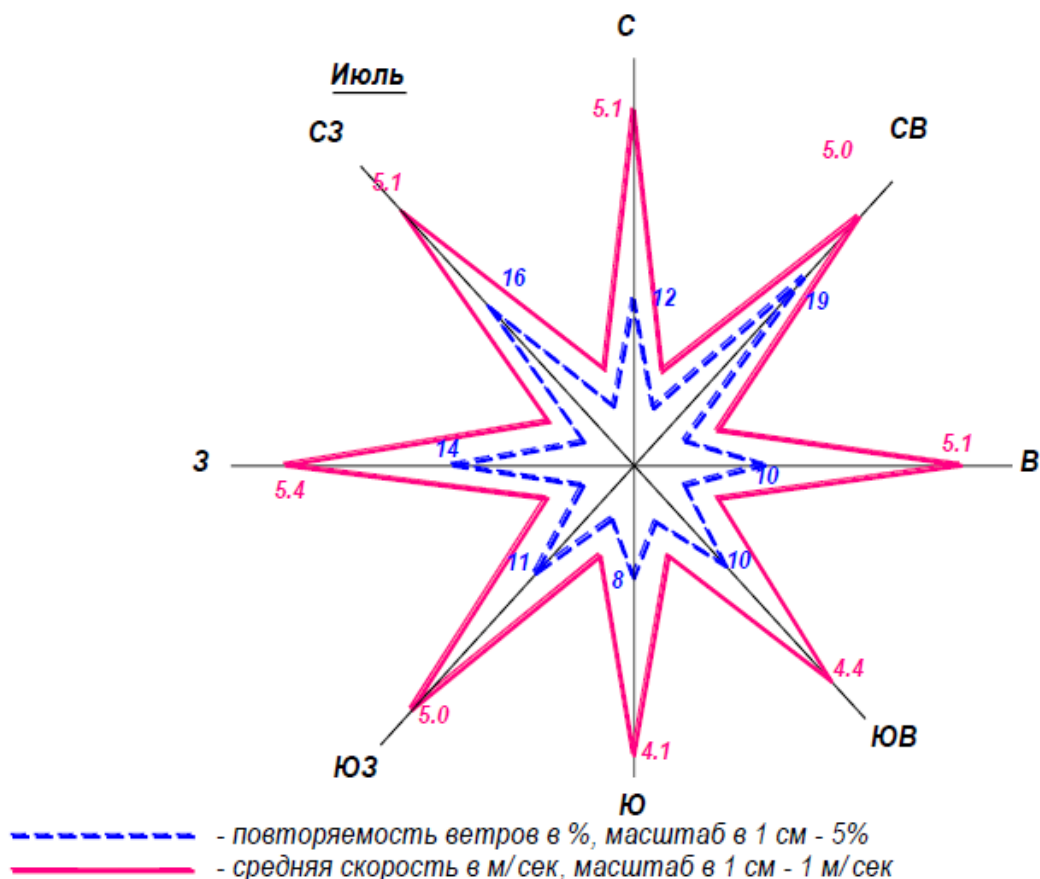 С
Июль
5.1
СВ
СЗ
5.0
5.1
16
12
19
14
5.1
З
10
В
5.4
11
10
8
4.4
5.0
4.1
ЮВ
ЮЗ
Ю
- повторяемость ветров в %, масштаб в 1 см - 5%
- средняя скорость в м/сек, масштаб в 1 см - 1 м/сек